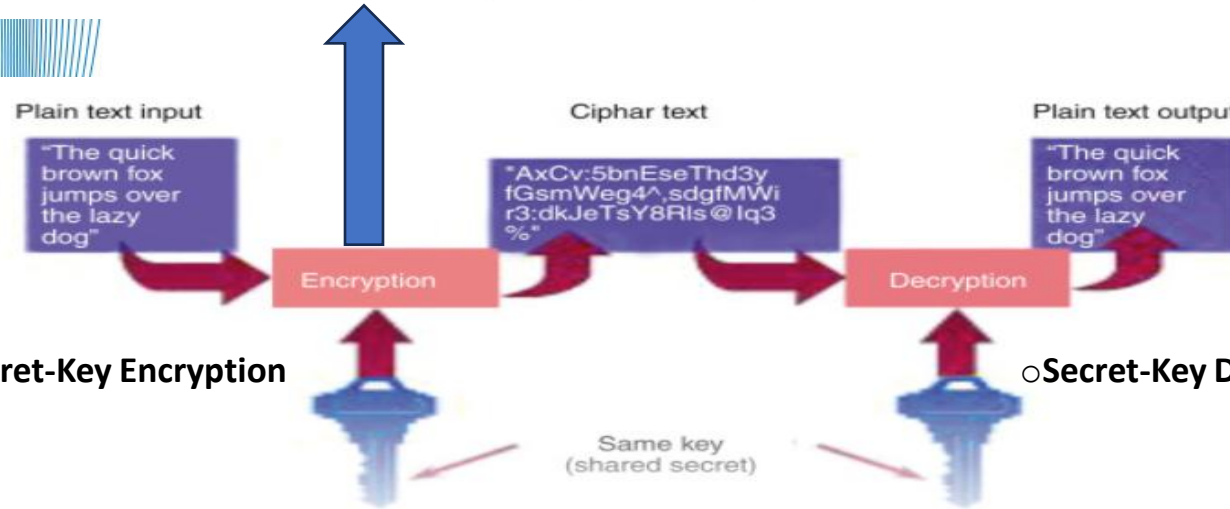 Plain text input
Ciphar text
Plain text output
"The quick
brown fox
jumps over
the lazy
dog"
"AxCv:5bnEseThd3y
fGsmWeg4^,sdgfMWi
r3:dkJeTsY8Rls@lq3
%"
"The quick
brown fox
jumps over
the lazy
dog"
Encryption
Decryption
ret-Key Encryption
oSecret-Key D
Same key
(shared secret)